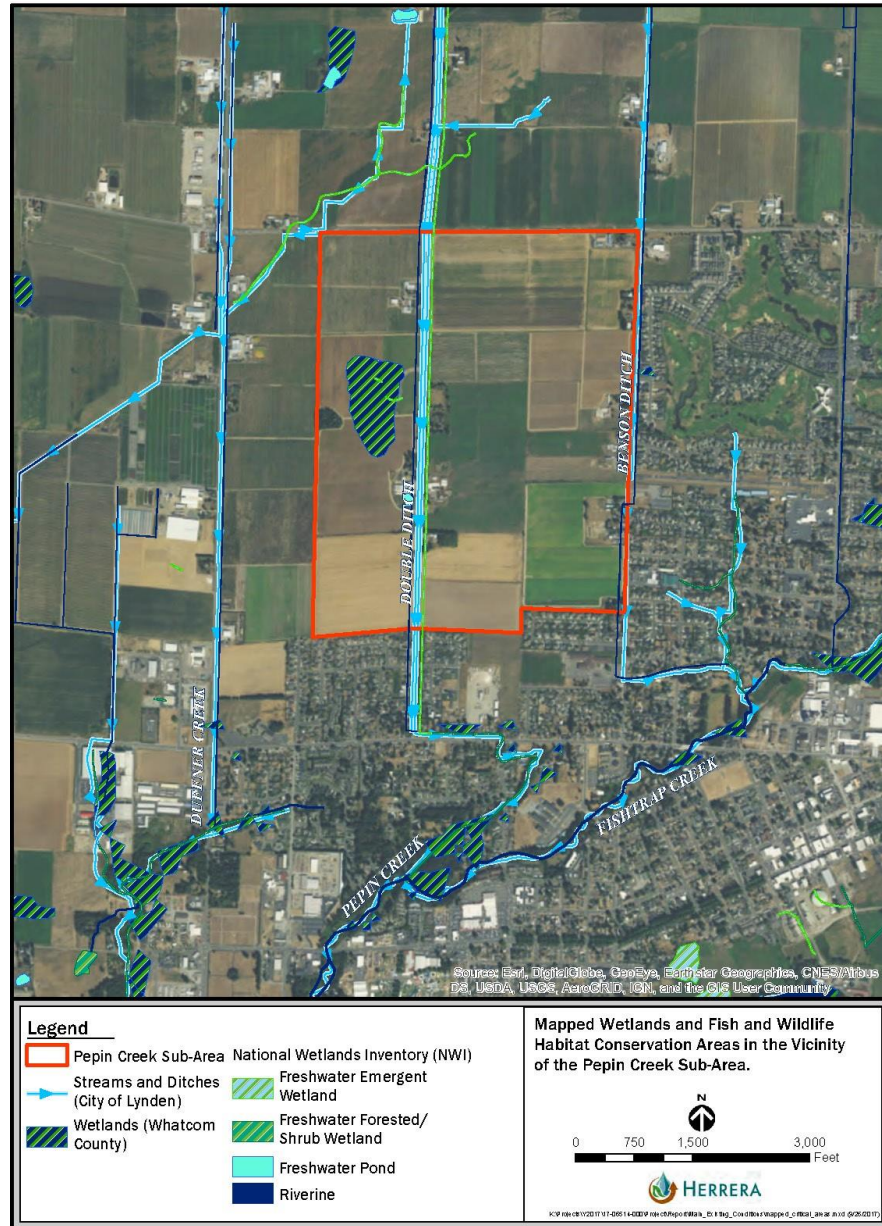 BENSON DITCH
DOUBLE DITCH
DUFFNER CREEK
FISHTRAP CREEK
PEPIN CREEK
Source: Esri, DigitalGlobe, GeoEye, Earthstar Geographics, CNES/Airbus
DS, USDA, USGS, AeroGRID, IGN, and the GIS User Community
Legend
Pepin Creek Sub-Area
Streams and Ditches
(City of Lynden)
Wetlands (Whatcom
County)
National Wetlands Inventory (NWI)
Freshwater Emergent
Wetland
Freshwater Forested/
Shrub Wetland
Freshwater Pond
Riverine
Mapped Wetlands and Fish and Wildlife
Habitat Conservation Areas in the Vicinity
of the Pepin Creek Sub-Area.
N
0 750 1,500 3,000
Feet
HERRERA